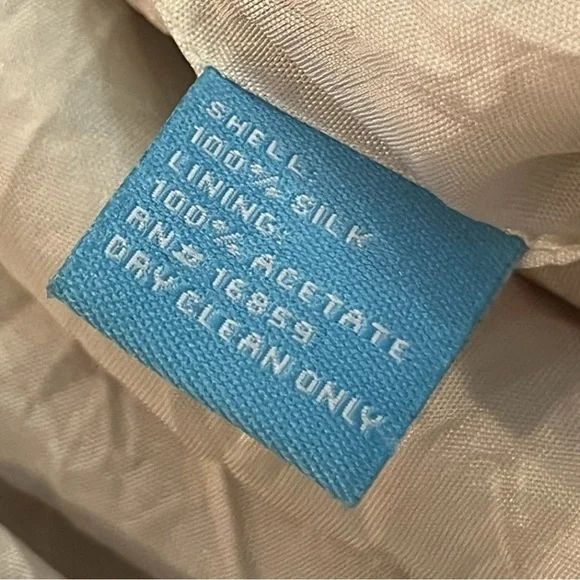 SHELL:
100% SILK
LINING:
100% ACETATE
RN# 16859
DRY CLEAN ONLY